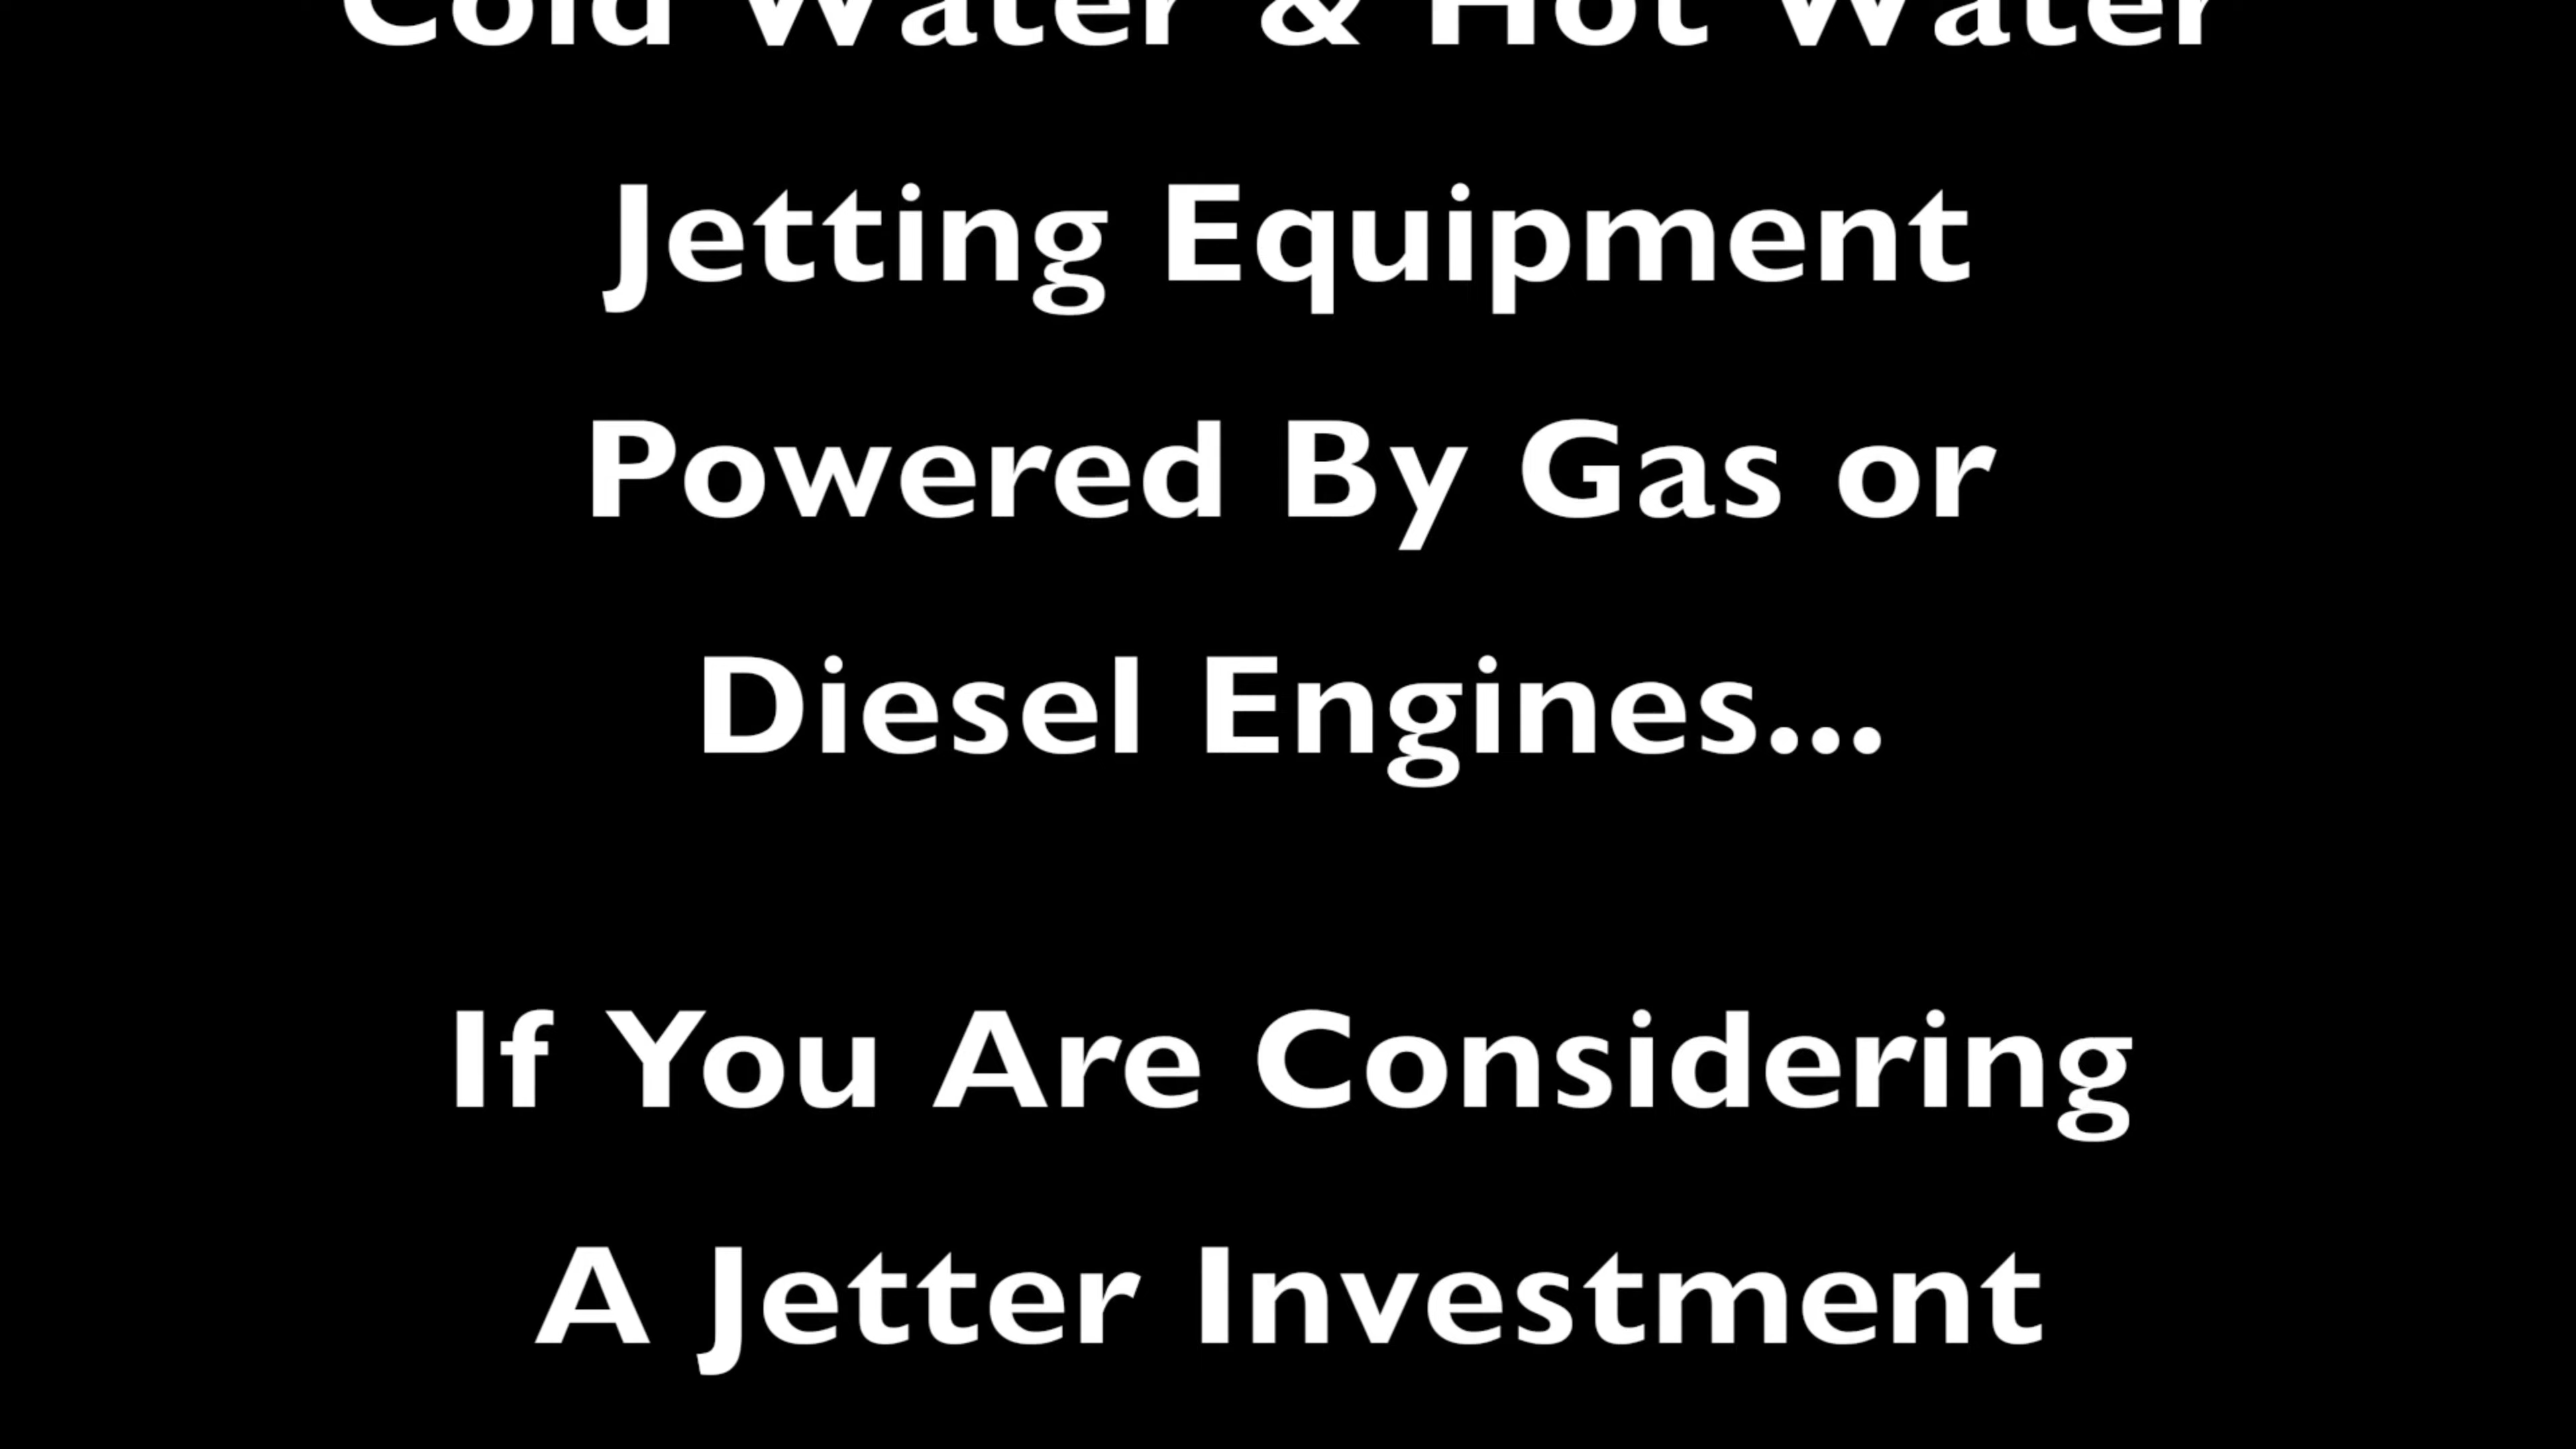 Cold Water & Hot Water
Jetting Equipment
Powered By Gas or
Diesel Engines...
If You Are Considering
A Jetter Investment